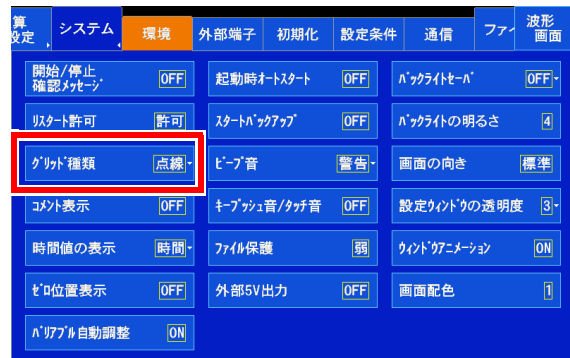 算
設定
システム
環境
外部端子
初期化
設定条件
通信
ファイ
波形
画面
開始/停止
確認ﾒｯｾｰｼﾞ
OFF
起動時ｵｰﾄｽﾀｰﾄ
OFF
ﾊﾞｯｸﾗｲﾄｾｰﾊﾞ
OFF
ﾘｽﾀｰﾄ許可
許可
ｽﾀｰﾄﾊﾞｯｸｱｯﾌﾟ
OFF
ﾊﾞｯｸﾗｲﾄの明るさ
4
ｸﾞﾘｯﾄﾞ種類
点線
ﾋﾞｰﾌﾟ音
警告
画面の向き
標準
ｺﾒﾝﾄ表示
OFF
ｷｰﾌﾟｯｼｭ音/ﾀｯﾁ音
OFF
設定ｳｨﾝﾄﾞｳの透明度
3
時間値の表示
時間
ﾌｧｲﾙ保護
弱
ｳｨﾝﾄﾞｳｱﾆﾒｰｼｮﾝ
ON
ｾﾞﾛ位置表示
OFF
外部5V出力
OFF
画面配色
1
ﾊﾞﾘｱﾌﾞﾙ自動調整
ON